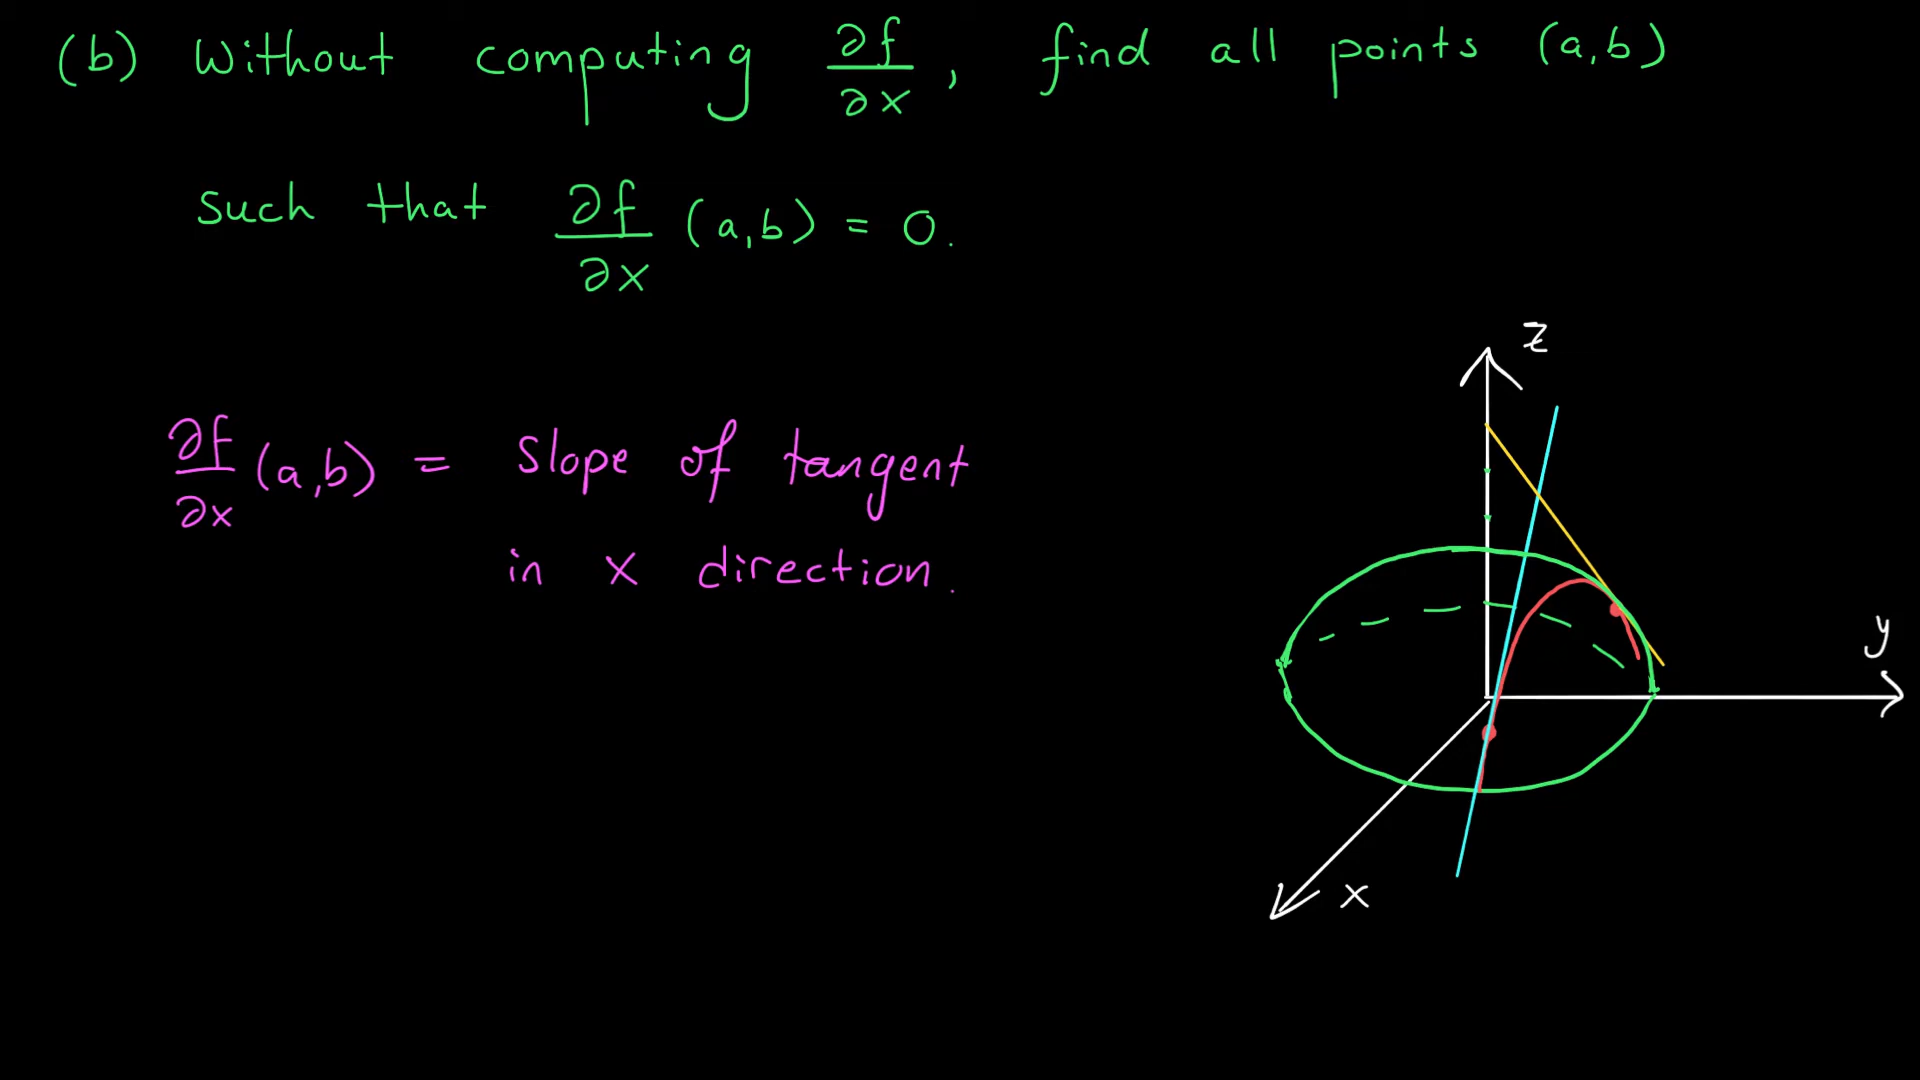 (b) Without computing ∂f/∂x, find all points (a,b)
such that ∂f/∂x (a,b) = 0.
∂f/∂x (a,b) = slope of tangent
in x direction.
z
y
x